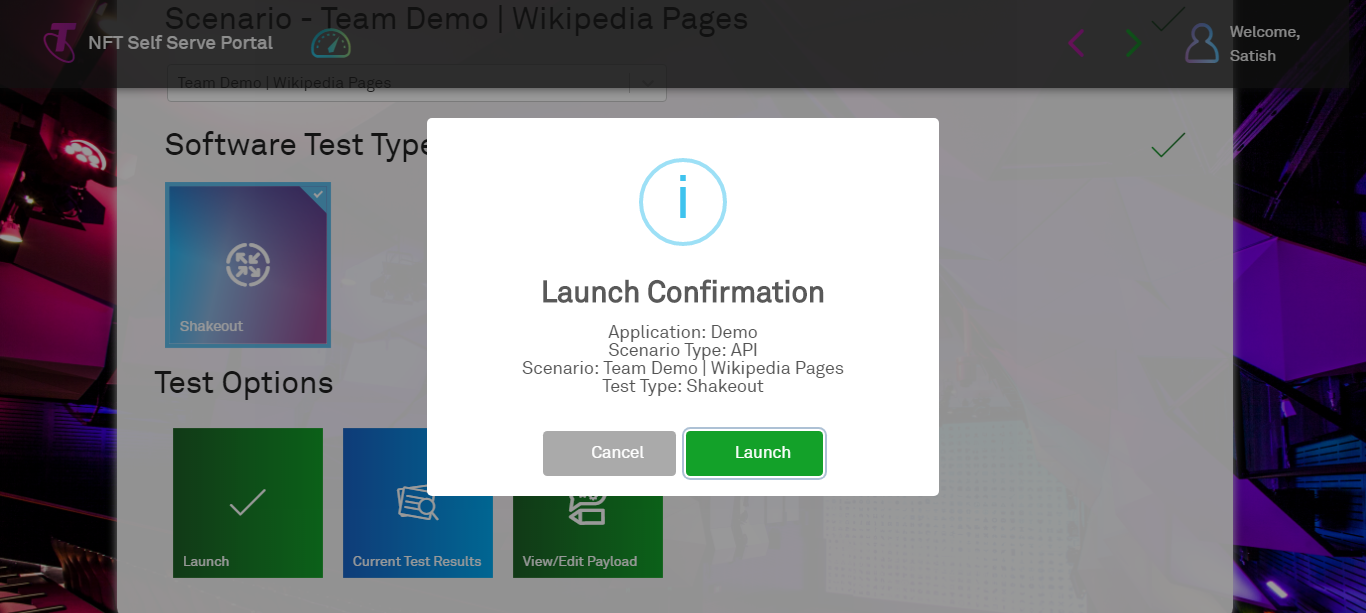 Scenario - Team Demo | Wikipedia Pages
NFT Self Serve Portal
Welcome,
Satish
Team Demo | Wikipedia Pages
Software Test Type
Shakeout
Test Options
Launch
Current Test Results
View/Edit Payload
i
Launch Confirmation
Application: Demo
Scenario Type: API
Scenario: Team Demo | Wikipedia Pages
Test Type: Shakeout
Cancel
Launch